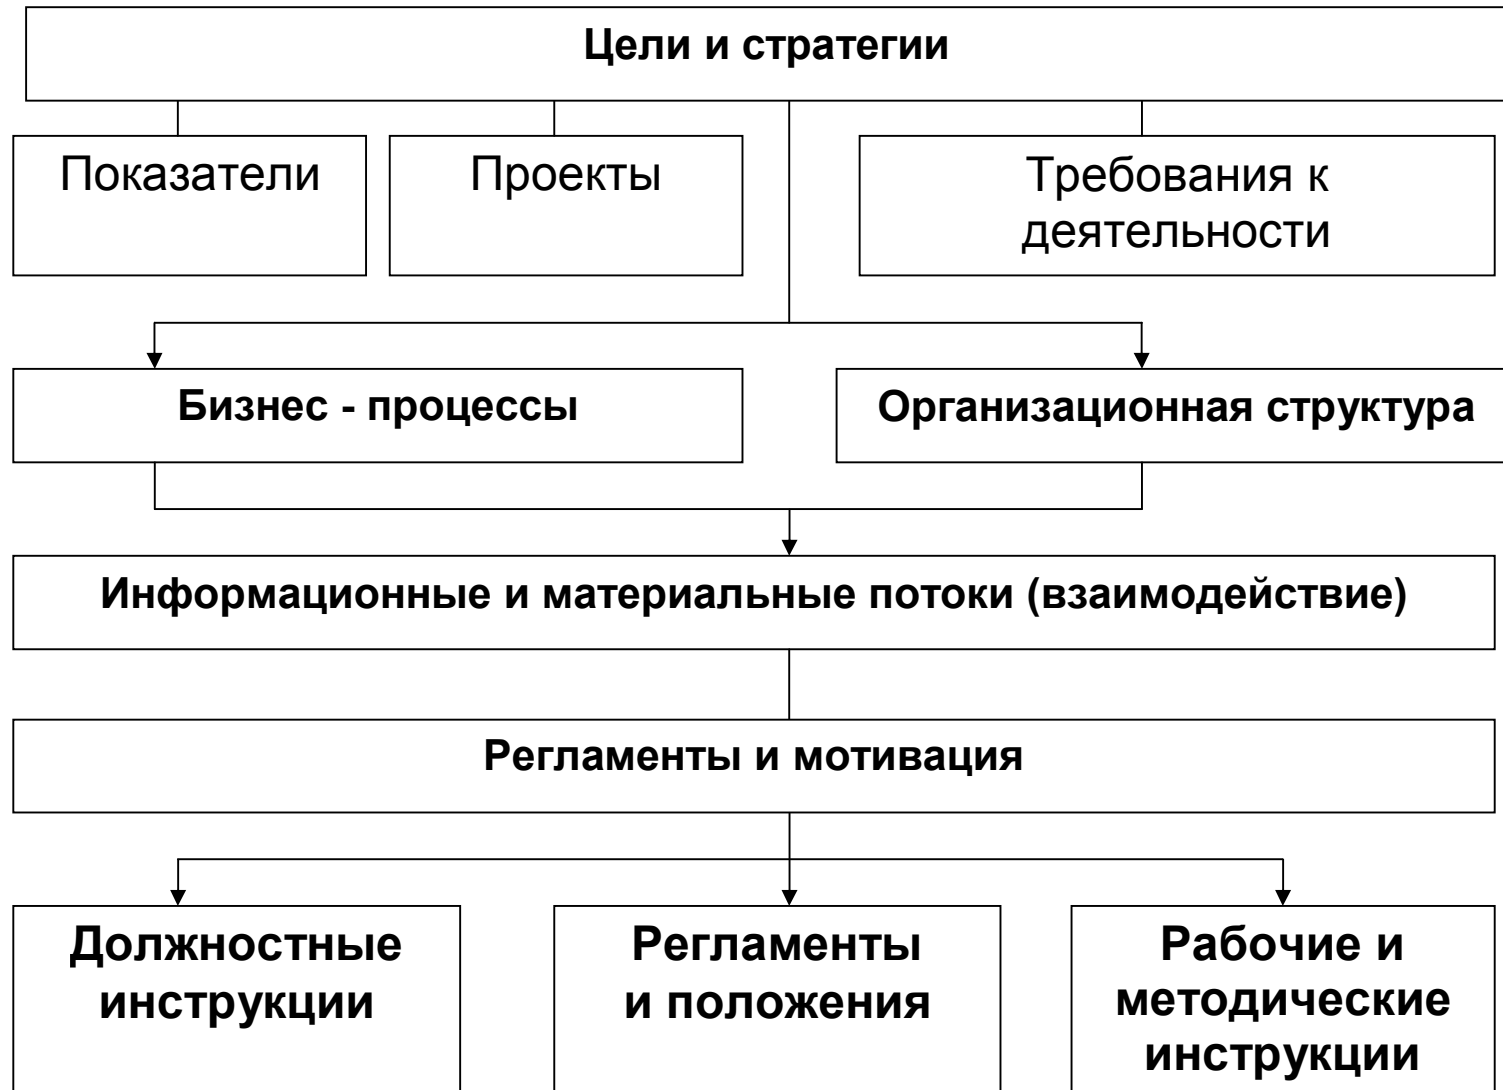 Цели и стратегии
Показатели
Проекты
Требования к
деятельности
Бизнес - процессы
Организационная структура
Информационные и материальные потоки (взаимодействие)
Регламенты и мотивация
Должностные
инструкции
Регламенты
и положения
Рабочие и
методические
инструкции